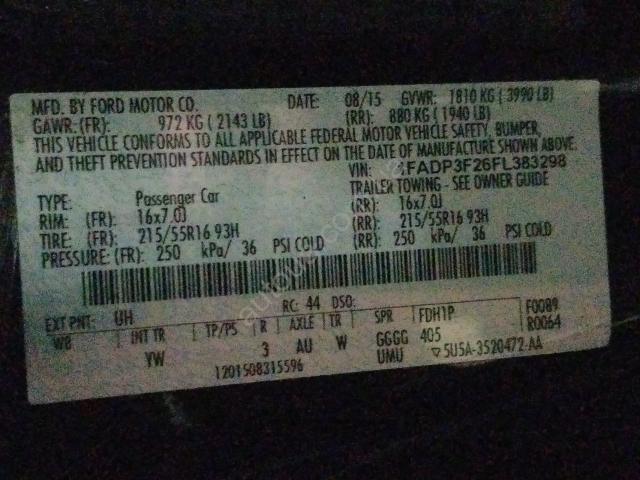 MFD. BY FORD MOTOR CO. DATE: 08/15 GVWR: 1810 KG ( 3990 LB)
GAWR: (FR): 972 KG ( 2143 LB) (RR): 880 KG ( 1940 LB)
THIS VEHICLE CONFORMS TO ALL APPLICABLE FEDERAL MOTOR VEHICLE SAFETY, BUMPER,
AND THEFT PREVENTION STANDARDS IN EFFECT ON THE DATE OF MANUFACTURE SHOWN ABOVE.
VIN: 1FADP3F26FL383298
TYPE: Passenger Car TRAILER TOWING - SEE OWNER GUIDE
RIM: (FR): 16x7.0J (RR): 16x7.0J
TIRE: (FR): 215/55R16 93H (RR): 215/55R16 93H
PRESSURE: (FR): 250 kPa/ 36 PSI COLD (RR): 250 kPa/ 36 PSI COLD
EXT PNT: UH RC: 44 DSO:
WB INT TR TP/PS R AXLE TR SPR FDH1P F0089
YW 3 AU W GGGG 405 R0064
1201508315596 UMU ▽5U5A-3520472-AA